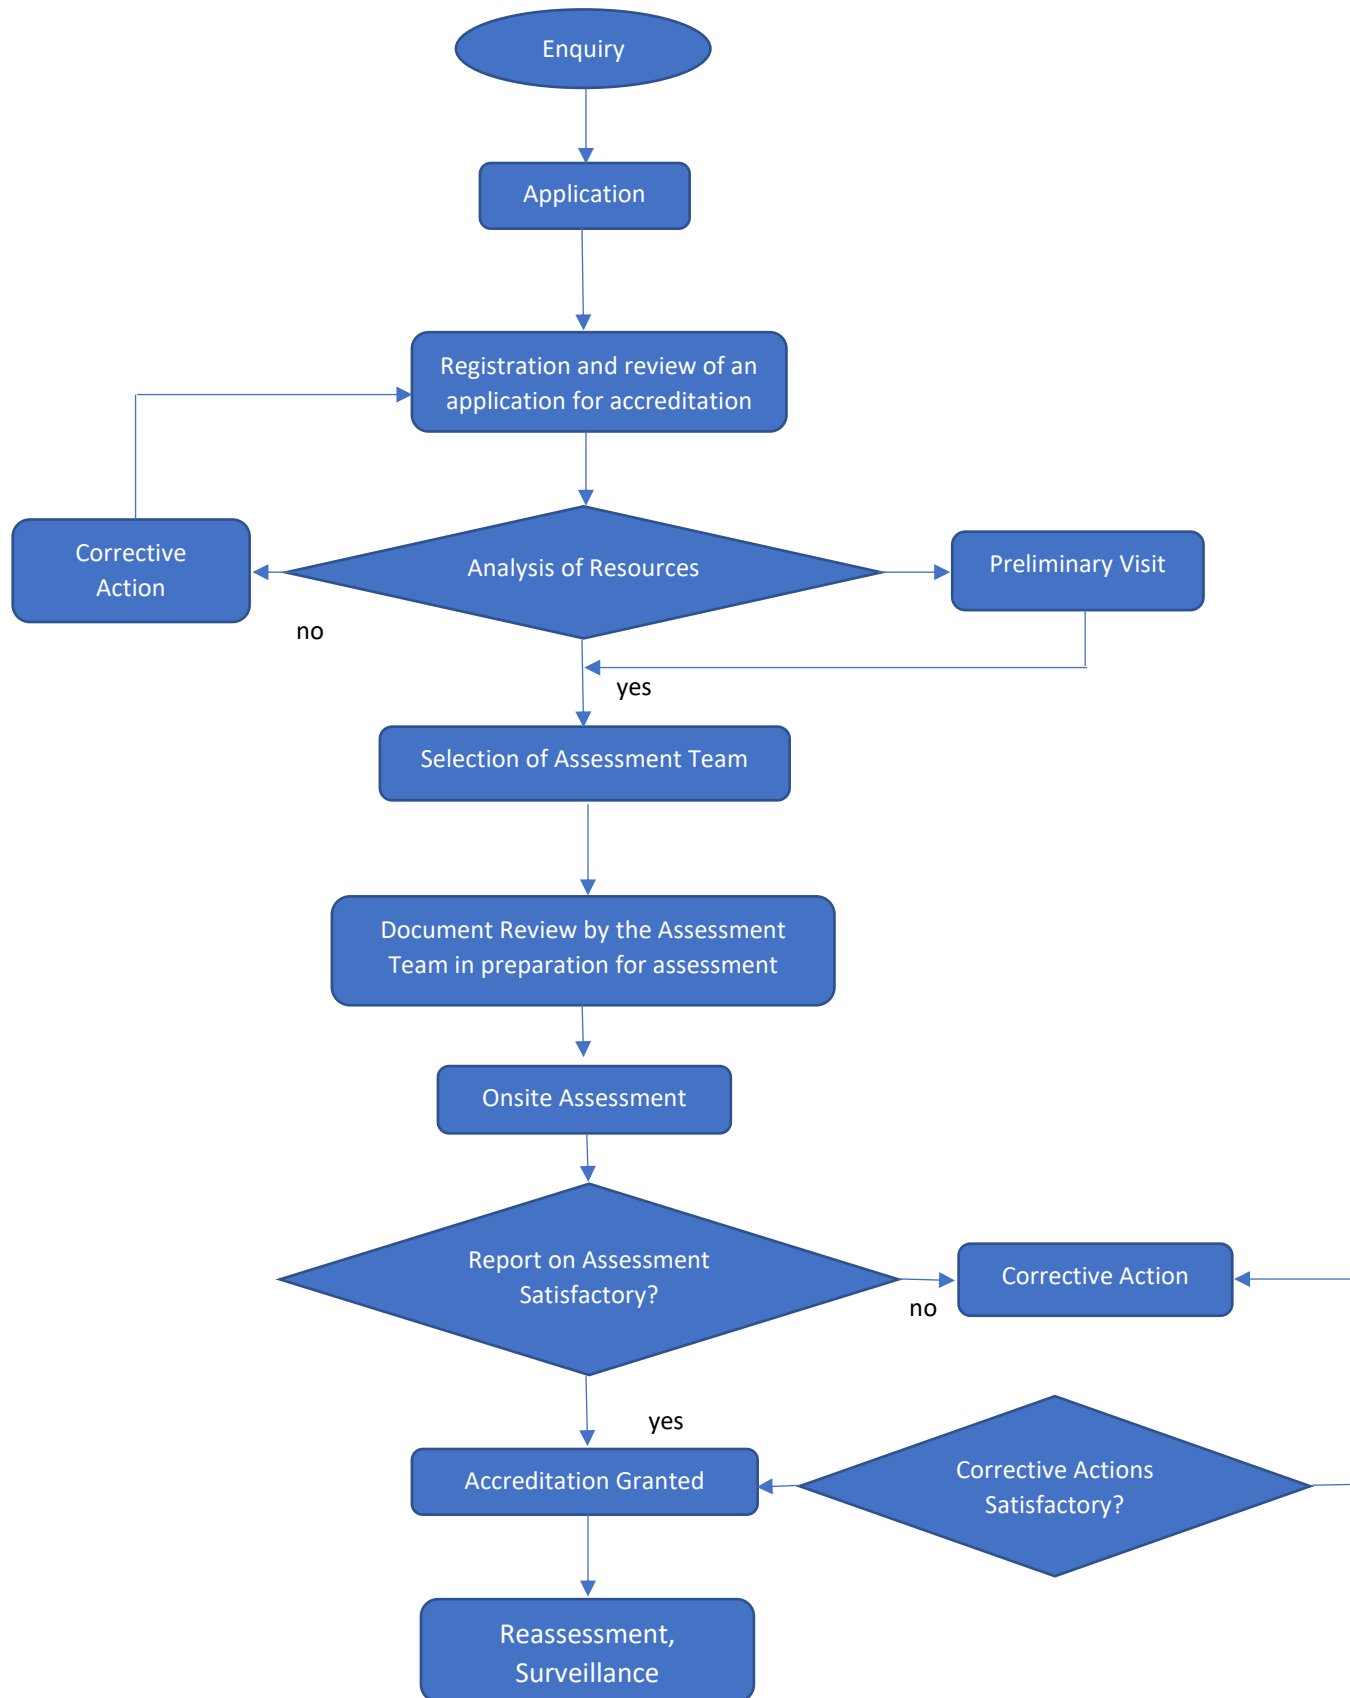 Enquiry
Application
Registration and review of an
application for accreditation
Corrective
Action
Analysis of Resources
Preliminary Visit
no
yes
Selection of Assessment Team
Document Review by the Assessment
Team in preparation for assessment
Onsite Assessment
Report on Assessment
Satisfactory?
Corrective Action
no
yes
Accreditation Granted
Corrective Actions
Satisfactory?
Reassessment,
Surveillance